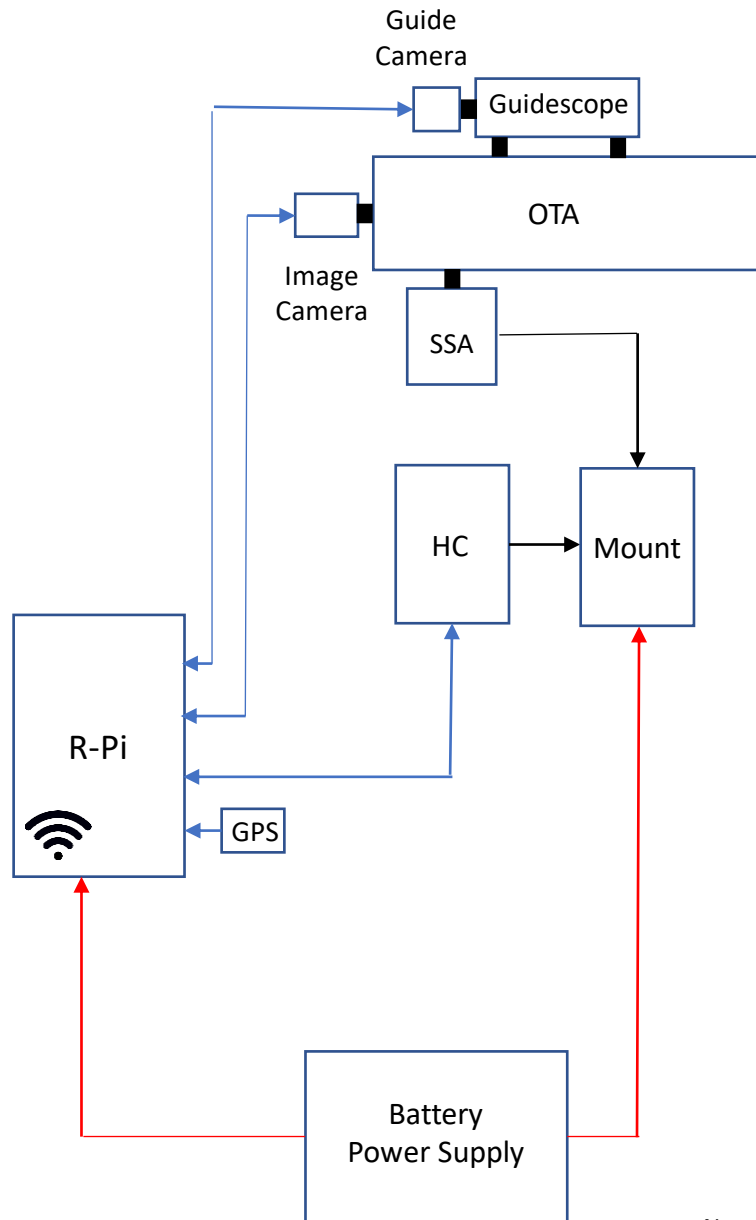 Guide
Camera
Guidescope
OTA
Image
Camera
SSA
HC
Mount
R-Pi
GPS
Battery
Power Supply